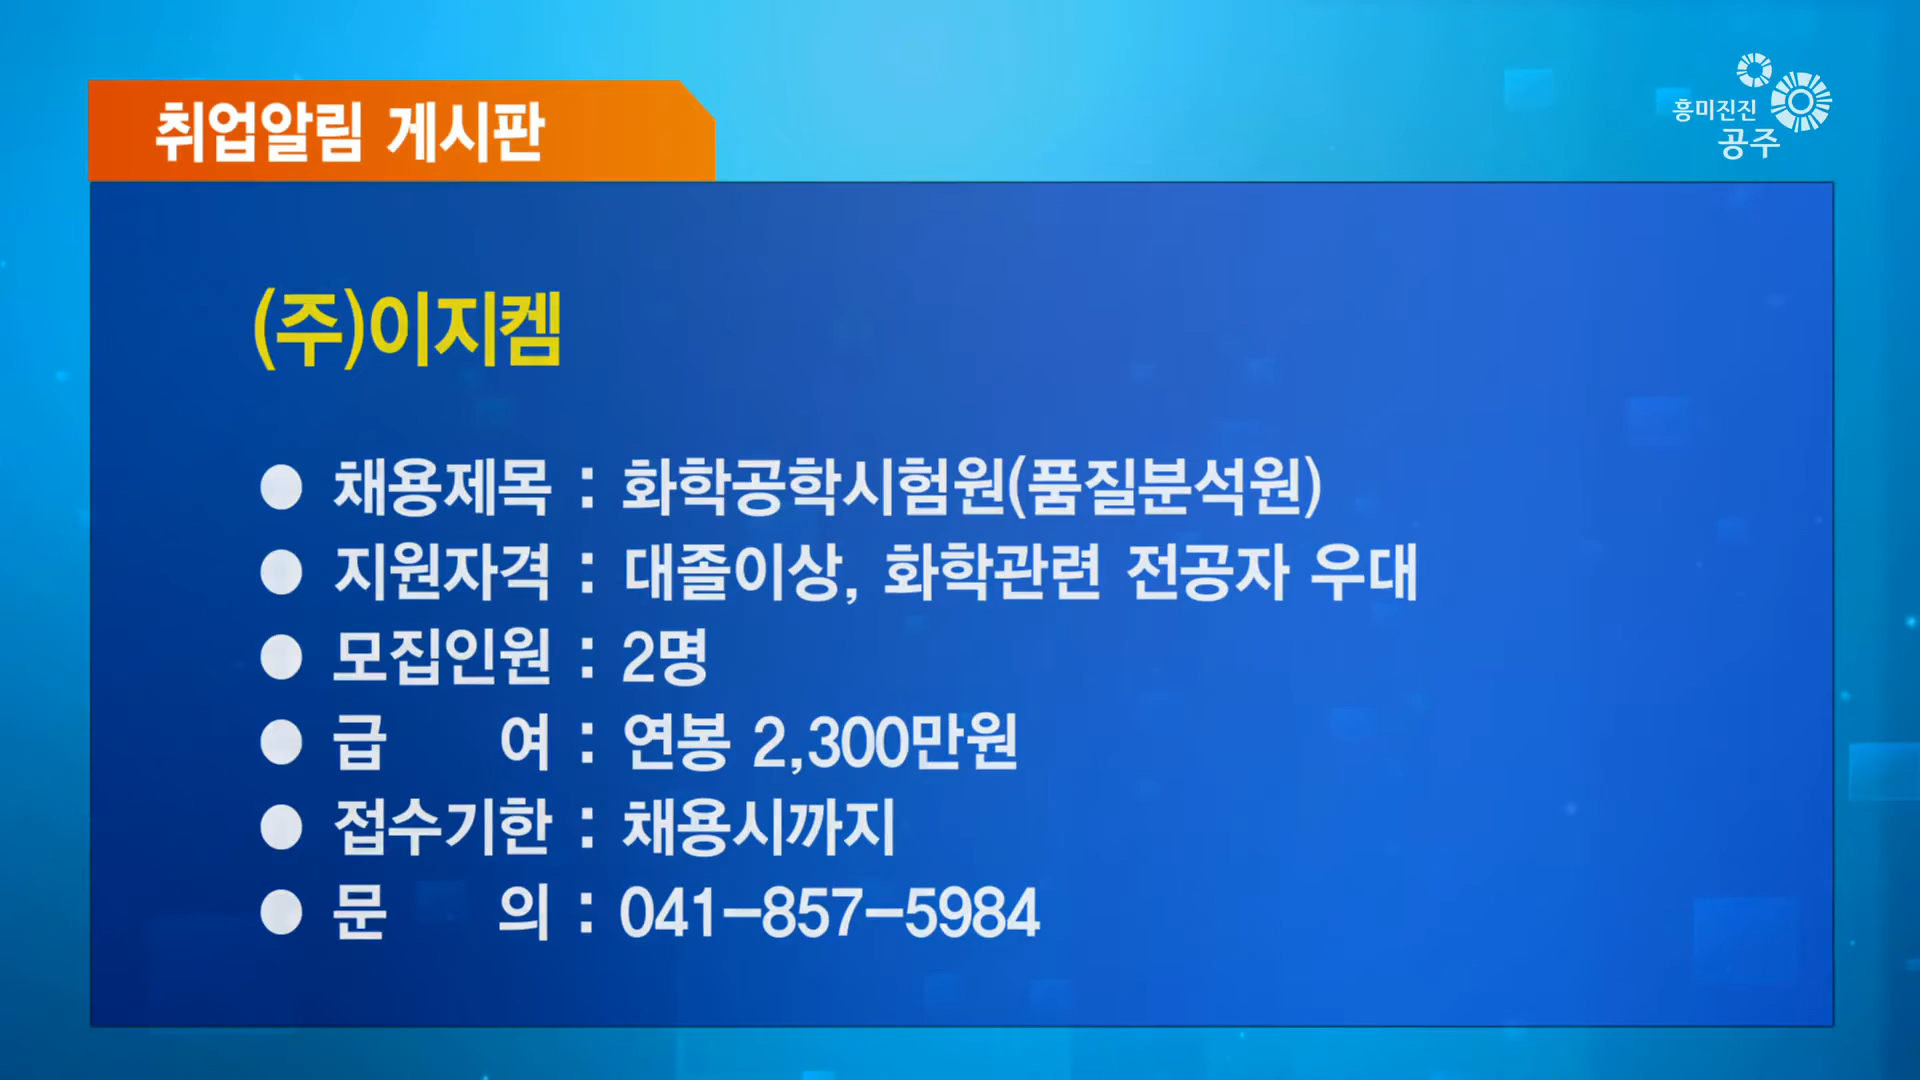 취업알림 게시판
흥미진진
공주
(주)이지켐
● 채용제목 : 화학공학시험원(품질분석원)
● 지원자격 : 대졸이상, 화학관련 전공자 우대
● 모집인원 : 2명
● 급 여 : 연봉 2,300만원
● 접수기한 : 채용시까지
● 문 의 : 041-857-5984